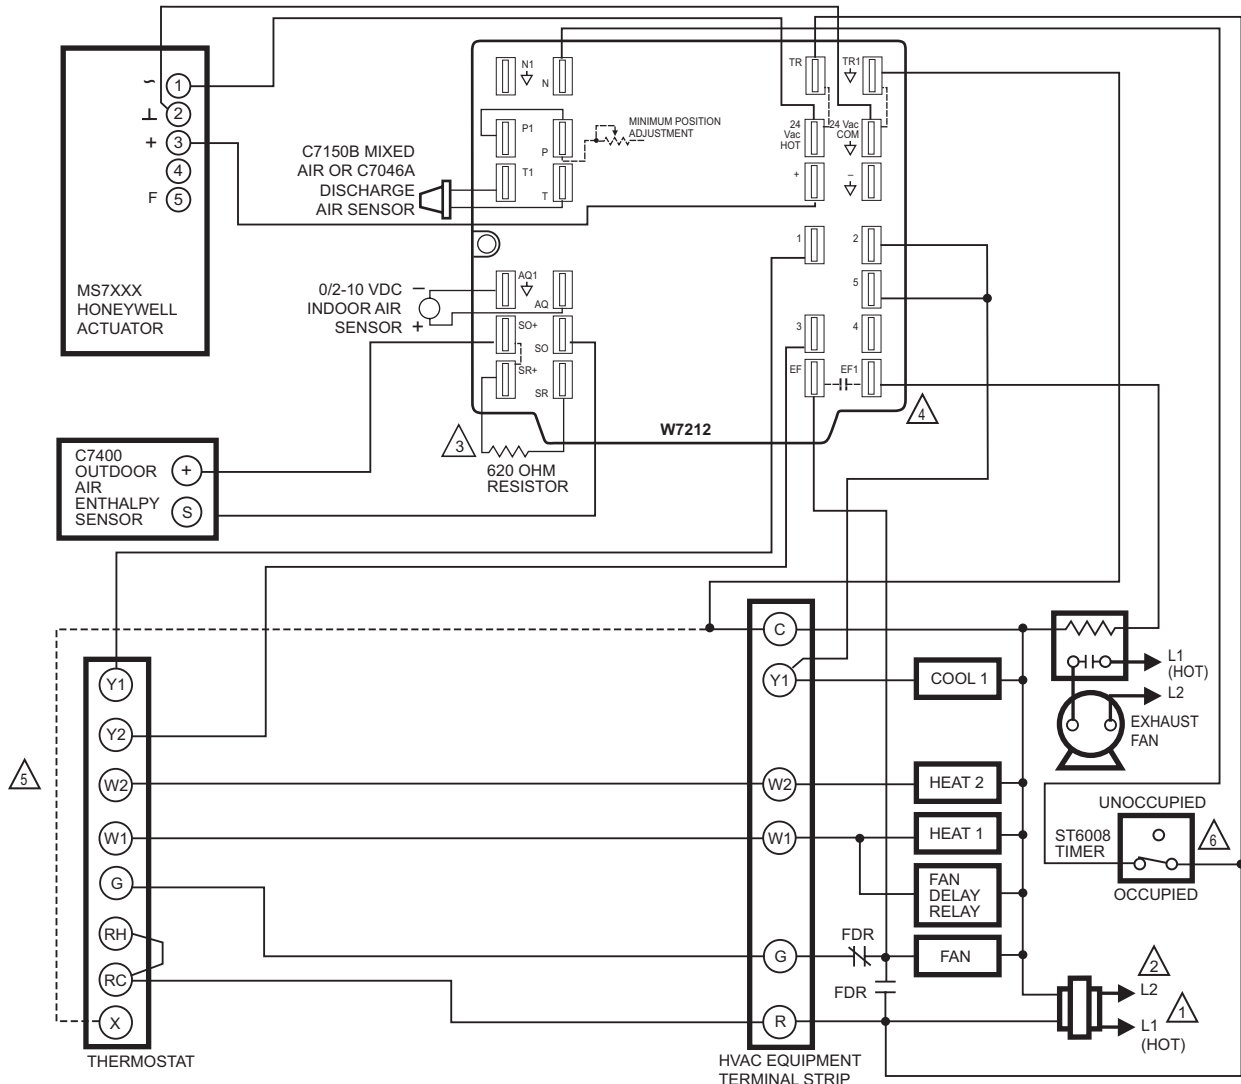 N1
N
TR
TR1
~
1
2
+
3
4
F
5
P1
P
MINIMUM POSITION
ADJUSTMENT
24
Vac
HOT
24 Vac
COM
C7150B MIXED
AIR OR C7046A
DISCHARGE
AIR SENSOR
T1
T
+
–
1
2
MS7XXX
HONEYWELL
ACTUATOR
0/2-10 VDC –
INDOOR AIR
SENSOR +
AQ1
AQ
5
SO+
SO
3
4
SR+
SR
EF
EF1
3
W7212
4
620 OHM
RESISTOR
C7400
OUTDOOR
AIR
ENTHALPY
SENSOR
+
S
C
Y1
COOL 1
L1
(HOT)
L2
EXHAUST
FAN
Y1
Y2
5
W2
W2
HEAT 2
UNOCCUPIED
W1
W1
HEAT 1
ST6008
TIMER
6
OCCUPIED
G
FAN
DELAY
RELAY
RH
FDR
G
FAN
RC
FDR
2
L2
X
R
1
L1
(HOT)
THERMOSTAT
HVAC EQUIPMENT
TERMINAL STRIP